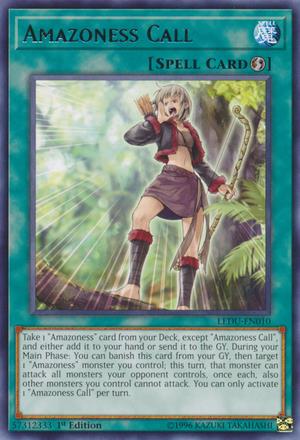 Amazoness Call
[Spell Card]
LEDU-EN010
Take 1 "Amazoness" card from your Deck, except "Amazoness Call",
and either add it to your hand or send it to the GY. During your
Main Phase: You can banish this card from your GY, then target
1 "Amazoness" monster you control; this turn, that monster can
attack all monsters your opponent controls, once each, also
other monsters you control cannot attack. You can only activate
1 "Amazoness Call" per turn.
57312333 1st Edition ©1996 KAZUKI TAKAHASHI